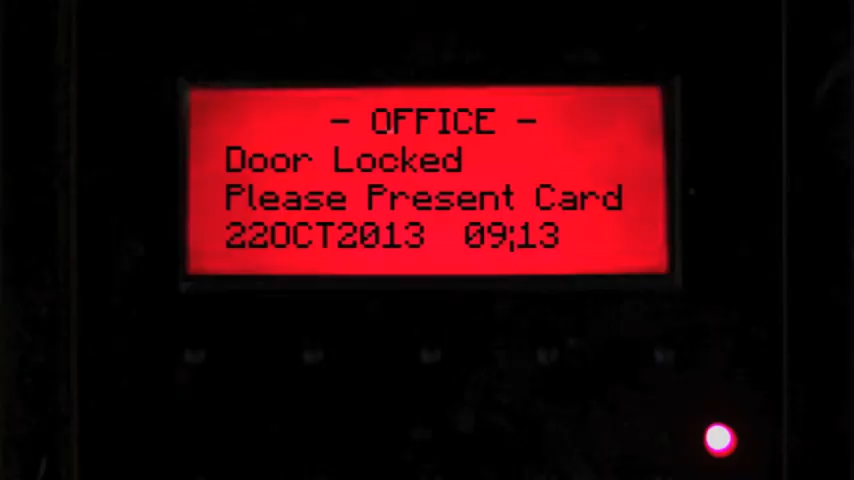 - OFFICE -
Door Locked
Please Present Card
22OCT2013  09;13